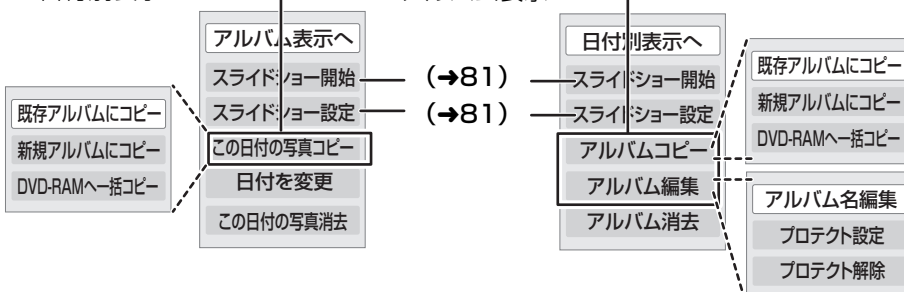 アルバム表示へ
スライドショー開始
スライドショー設定
この日付の写真コピー
日付を変更
この日付の写真消去
既存アルバムにコピー
新規アルバムにコピー
DVD-RAMへ一括コピー
(➔81)
(➔81)
日付別表示へ
スライドショー開始
スライドショー設定
アルバムコピー
アルバム編集
アルバム消去
既存アルバムにコピー
新規アルバムにコピー
DVD-RAMへ一括コピー
アルバム名編集
プロテクト設定
プロテクト解除